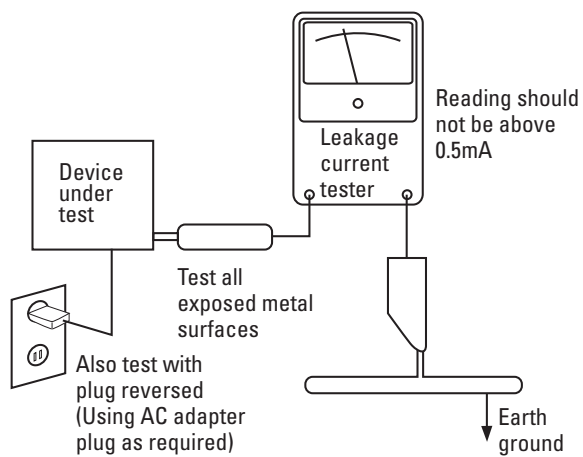 Device
under
test
Leakage
current
tester
Reading should
not be above
0.5mA
Test all
exposed metal
surfaces
Also test with
plug reversed
(Using AC adapter
plug as required)
Earth
ground